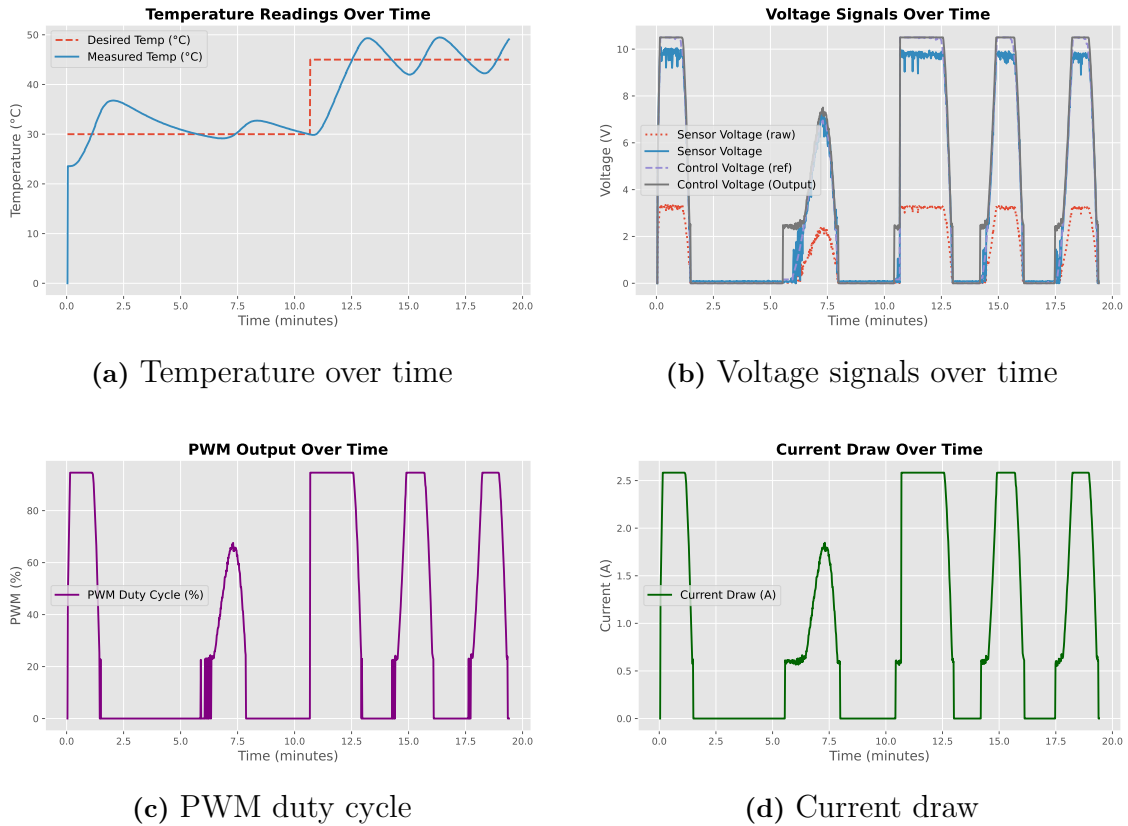 Temperature Readings Over Time
Desired Temp (°C)
Measured Temp (°C)
Temperature (°C)
50
40
30
20
10
0
0.0 2.5 5.0 7.5 10.0 12.5 15.0 17.5 20.0
Time (minutes)
(a) Temperature over time
Voltage Signals Over Time
Sensor Voltage (raw)
Sensor Voltage
Control Voltage (ref)
Control Voltage (Output)
Voltage (V)
10
8
6
4
2
0
0.0 2.5 5.0 7.5 10.0 12.5 15.0 17.5 20.0
Time (minutes)
(b) Voltage signals over time
PWM Output Over Time
PWM Duty Cycle (%)
PWM (%)
80
60
40
20
0
0.0 2.5 5.0 7.5 10.0 12.5 15.0 17.5 20.0
Time (minutes)
(c) PWM duty cycle
Current Draw Over Time
Current Draw (A)
Current (A)
2.5
2.0
1.5
1.0
0.5
0.0
0.0 2.5 5.0 7.5 10.0 12.5 15.0 17.5 20.0
Time (minutes)
(d) Current draw